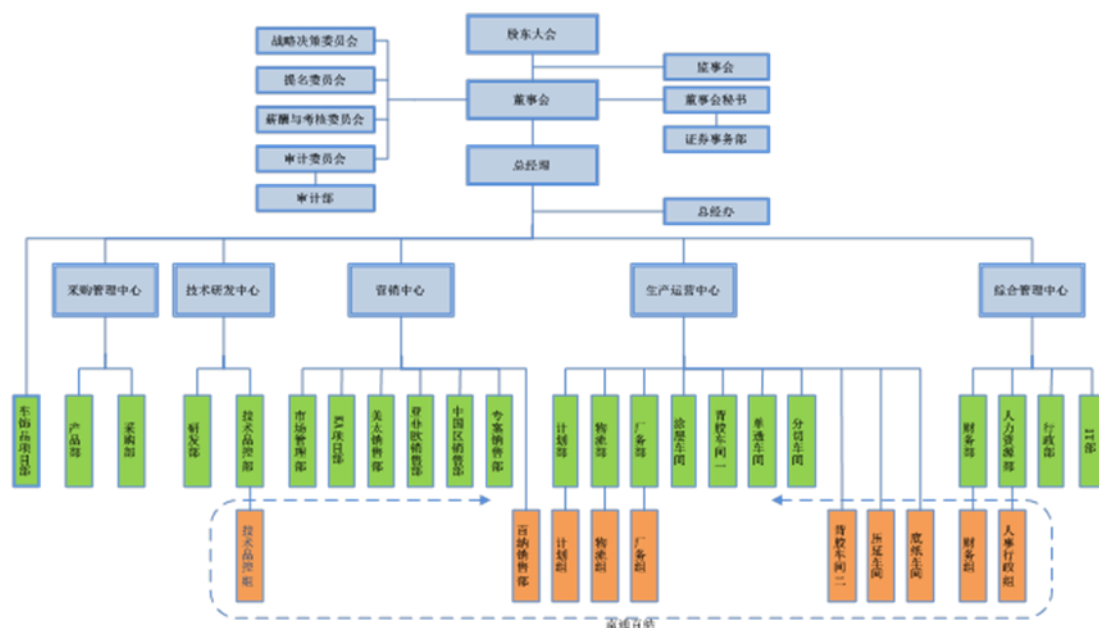 股东大会
战略决策委员会
监事会
提名委员会
董事会
董事会秘书
薪酬与考核委员会
证券事务部
审计委员会
总经理
审计部
总经办
采购管理中心
技术研发中心
营销中心
生产运营中心
综合管理中心
车饰品项目部
产品部
采购部
研发部
技术品控部
市场管理部
KA项目部
美太销售部
亚非欧销售部
中国区销售部
专案销售部
计划部
物流部
厂务部
涂层车间
背胶车间一
单透车间
分切车间
财务部
人力资源部
行政部
IT部
技术品控组
百纳销售部
计划组
物流组
厂务组
背胶车间二
压延车间
底纸车间
财务组
人事行政组